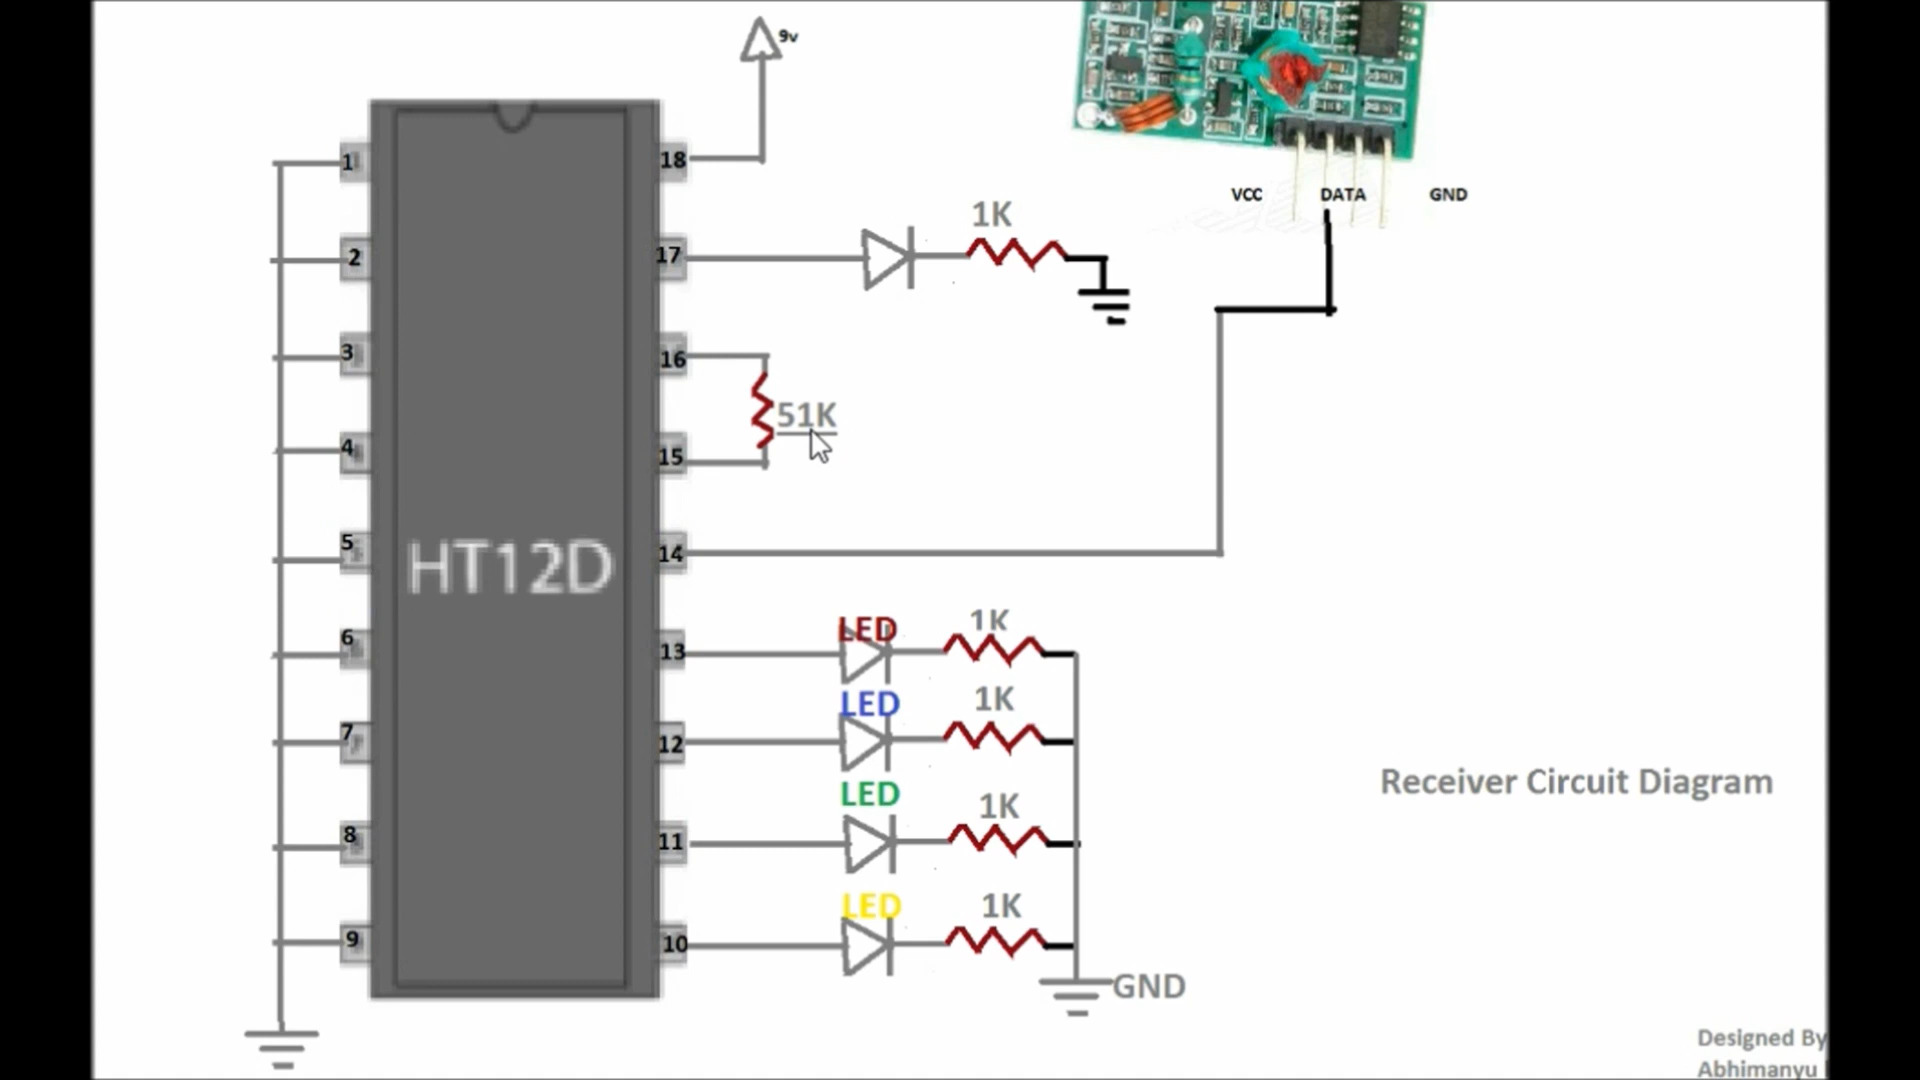 9v
1
18
1K
VCC DATA GND
2
17
3
16
51K
4
15
5
14
HT12D
6
13
LED
1K
7
12
LED
1K
8
11
LED
1K
9
10
LED
1K
GND
Receiver Circuit Diagram
Designed By
Abhimanyu